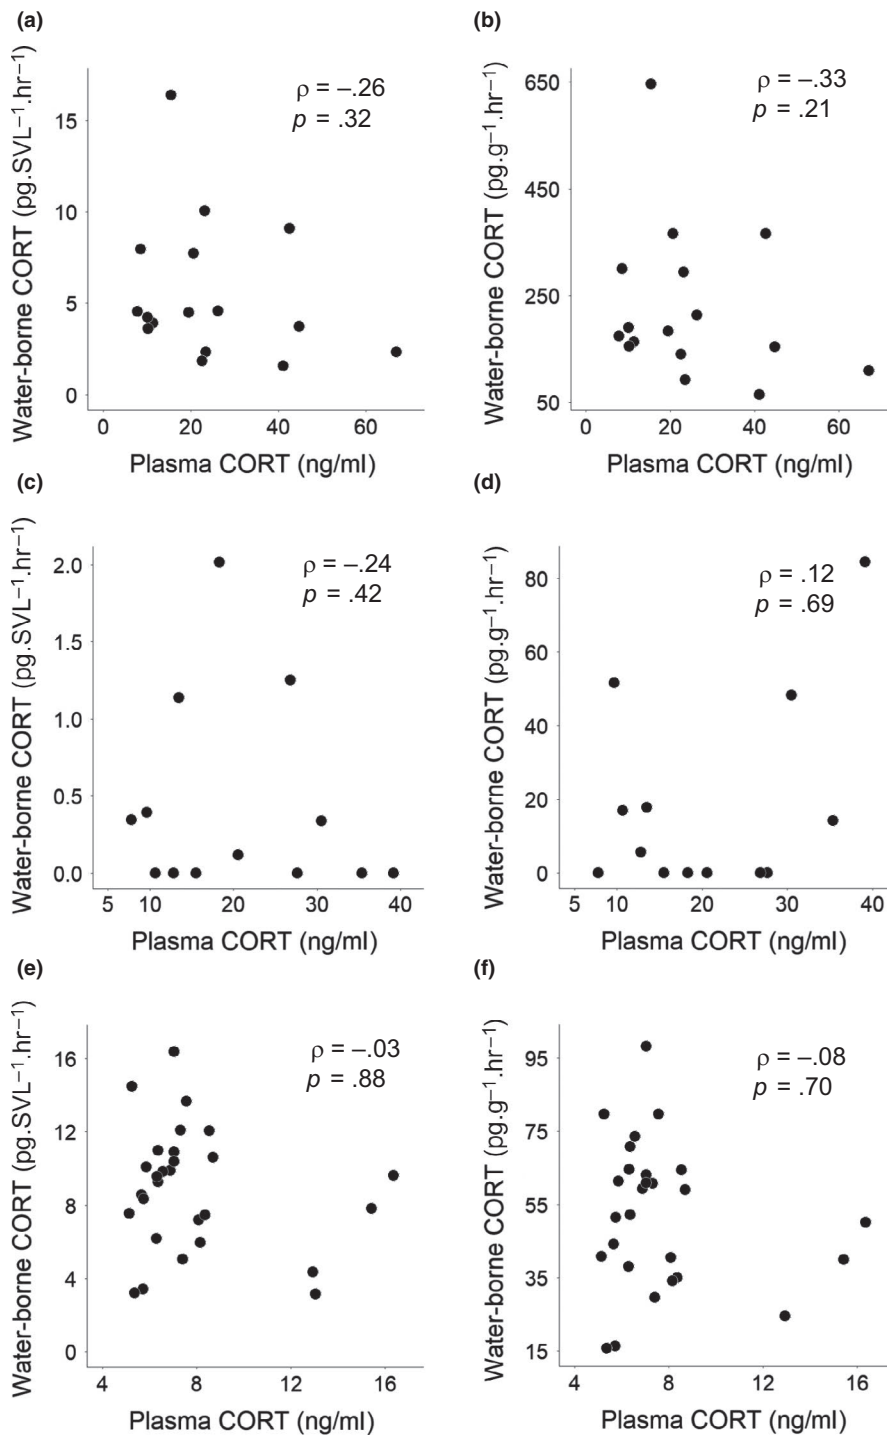 (a)
Water-borne CORT (pg.SVL⁻¹.hr⁻¹)
15
10
5
0
ρ = –.26
p = .32
0 20 40 60
Plasma CORT (ng/ml)
(b)
Water-borne CORT (pg.g⁻¹.hr⁻¹)
650
450
250
50
ρ = –.33
p = .21
0 20 40 60
Plasma CORT (ng/ml)
(c)
Water-borne CORT (pg.SVL⁻¹.hr⁻¹)
2.0
1.5
1.0
0.5
0.0
ρ = –.24
p = .42
5 10 20 30 40
Plasma CORT (ng/ml)
(d)
Water-borne CORT (pg.g⁻¹.hr⁻¹)
80
60
40
20
0
ρ = .12
p = .69
5 10 20 30 40
Plasma CORT (ng/ml)
(e)
Water-borne CORT (pg.SVL⁻¹.hr⁻¹)
16
12
8
4
0
ρ = –.03
p = .88
4 8 12 16
Plasma CORT (ng/ml)
(f)
Water-borne CORT (pg.g⁻¹.hr⁻¹)
95
75
55
35
15
ρ = –.08
p = .70
4 8 12 16
Plasma CORT (ng/ml)